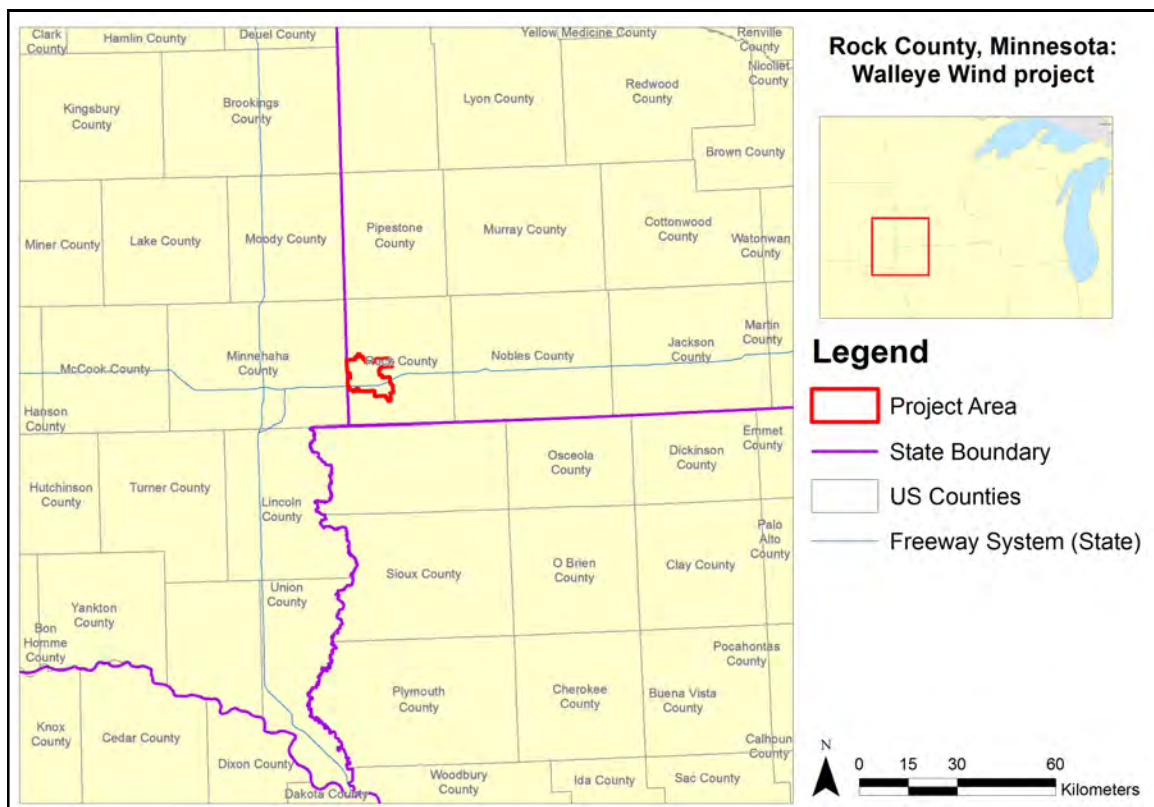 Clark
County
Hamlin County
Deuel County
Yellow Medicine County
Renville
County
Nicollet
County
Kingsbury
County
Brookings
County
Lyon County
Redwood
County
Brown County
Miner County
Lake County
Moody County
Pipestone
County
Murray County
Cottonwood
County
Watonwan
County
McCook County
Minnehaha
County
Rock County
Nobles County
Jackson
County
Martin
County
Hanson
County
Hutchinson
County
Turner County
Lincoln
County
Osceola
County
Dickinson
County
Emmet
County
Palo
Alto
County
Sioux County
O Brien
County
Clay County
Union
County
Yankton
County
Bon
Homme
County
Plymouth
County
Cherokee
County
Buena Vista
County
Pocahontas
County
Knox
County
Cedar County
Dixon County
Dakota County
Woodbury
County
Ida County
Sac County
Calhoun
County
Rock County, Minnesota:
Walleye Wind project
Legend
Project Area
State Boundary
US Counties
Freeway System (State)
N
0 15 30 60
Kilometers